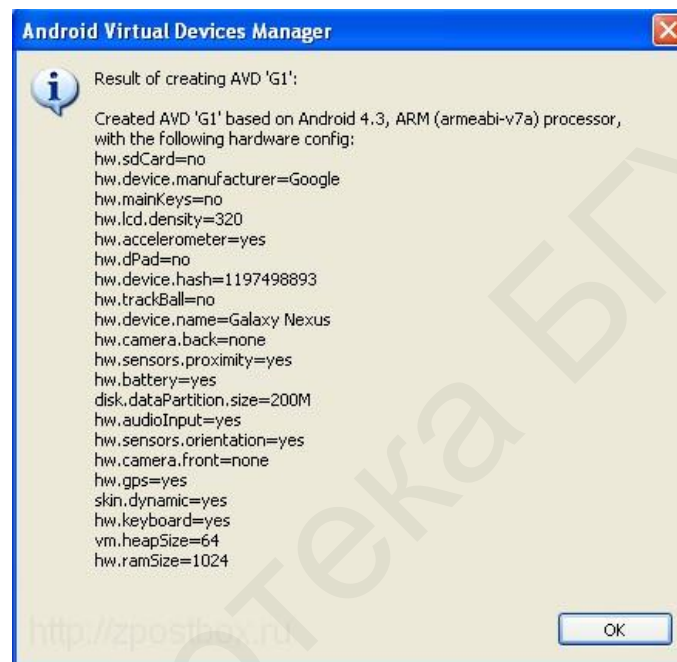 Android Virtual Devices Manager
Result of creating AVD 'G1':
Created AVD 'G1' based on Android 4.3, ARM (armeabi-v7a) processor,
with the following hardware config:
hw.sdCard=no
hw.device.manufacturer=Google
hw.mainKeys=no
hw.lcd.density=320
hw.accelerometer=yes
hw.dPad=no
hw.device.hash=1197498893
hw.trackBall=no
hw.device.name=Galaxy Nexus
hw.camera.back=none
hw.sensors.proximity=yes
hw.battery=yes
disk.dataPartition.size=200M
hw.audioInput=yes
hw.sensors.orientation=yes
hw.camera.front=none
hw.gps=yes
skin.dynamic=yes
hw.keyboard=yes
vm.heapSize=64
hw.ramSize=1024
http://zpostbox.ru
OK